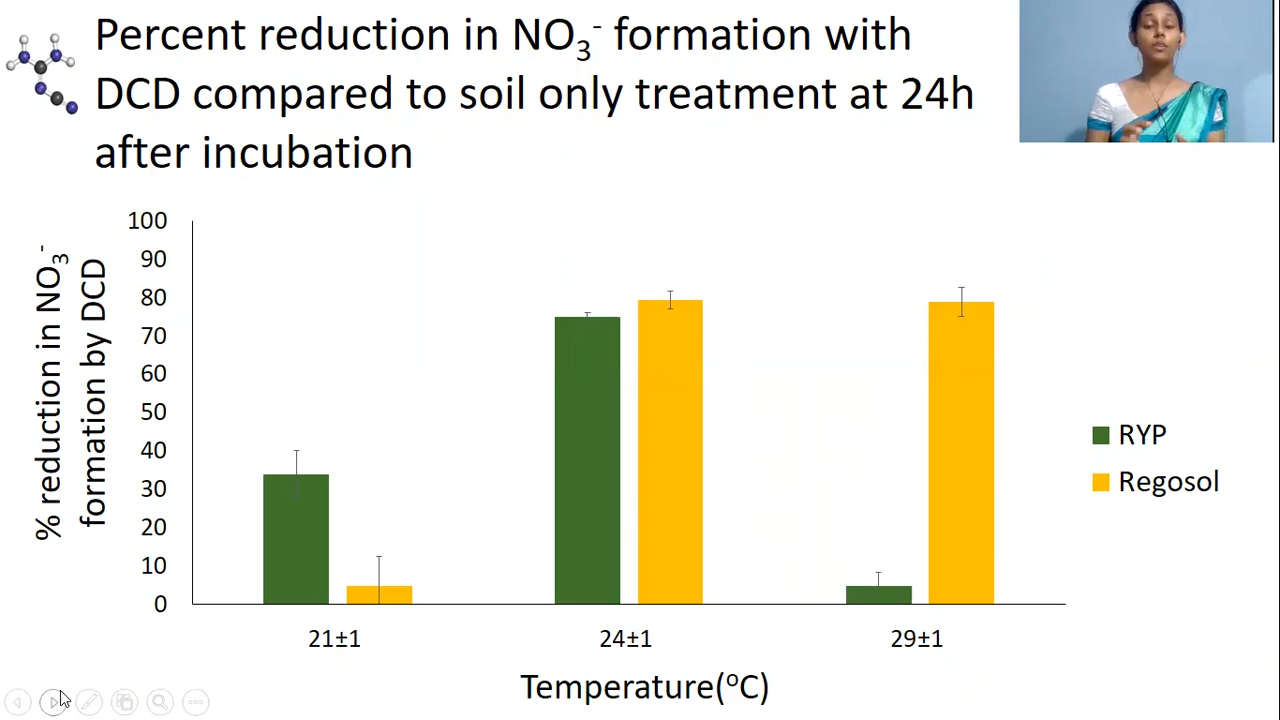 Percent reduction in NO₃⁻ formation with
DCD compared to soil only treatment at 24h
after incubation
% reduction in NO₃⁻
formation by DCD
100
90
80
70
60
50
40
30
20
10
0
21±1 24±1 29±1
Temperature(ºC)
RYP
Regosol